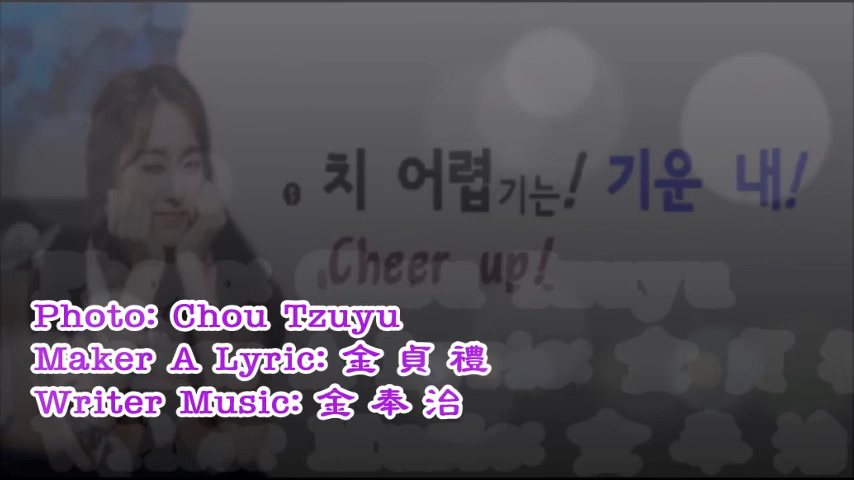 치 어렵기는! 기운 내!
Cheer up!
Photo: Chou Tzuyu
Maker A Lyric: 金 貞 禮
Writer Music: 金 奉 治